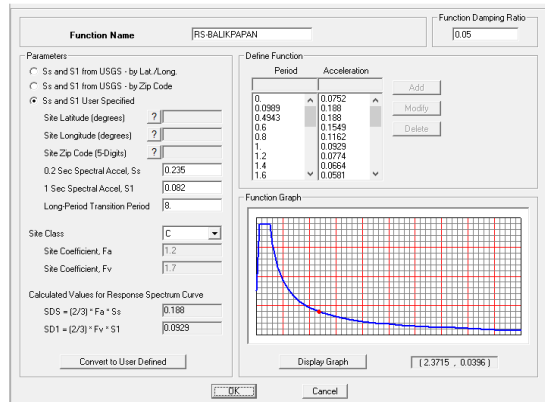 Function Name RS-BALIKPAPAN
Function Damping Ratio
0.05
Parameters
Ss and S1 from USGS - by Lat./Long.
Ss and S1 from USGS - by Zip Code
Ss and S1 User Specified
Site Latitude (degrees) ?
Site Longitude (degrees) ?
Site Zip Code (5-Digits) ?
0.2 Sec Spectral Accel, Ss 0.235
1 Sec Spectral Accel, S1 0.082
Long-Period Transition Period 8.
Site Class C
Site Coefficient, Fa 1.2
Site Coefficient, Fv 1.7
Calculated Values for Response Spectrum Curve
SDS = (2/3) * Fa * Ss 0.188
SD1 = (2/3) * Fv * S1 0.0929
Convert to User Defined
Define Function
Period Acceleration
0. 0.0752
0.0989 0.188
0.4943 0.188
0.6 0.1549
0.8 0.1162
1. 0.0929
1.2 0.0774
1.4 0.0664
1.6 0.0581
Add
Modify
Delete
Function Graph
Display Graph (2.3715 , 0.0396)
OK Cancel